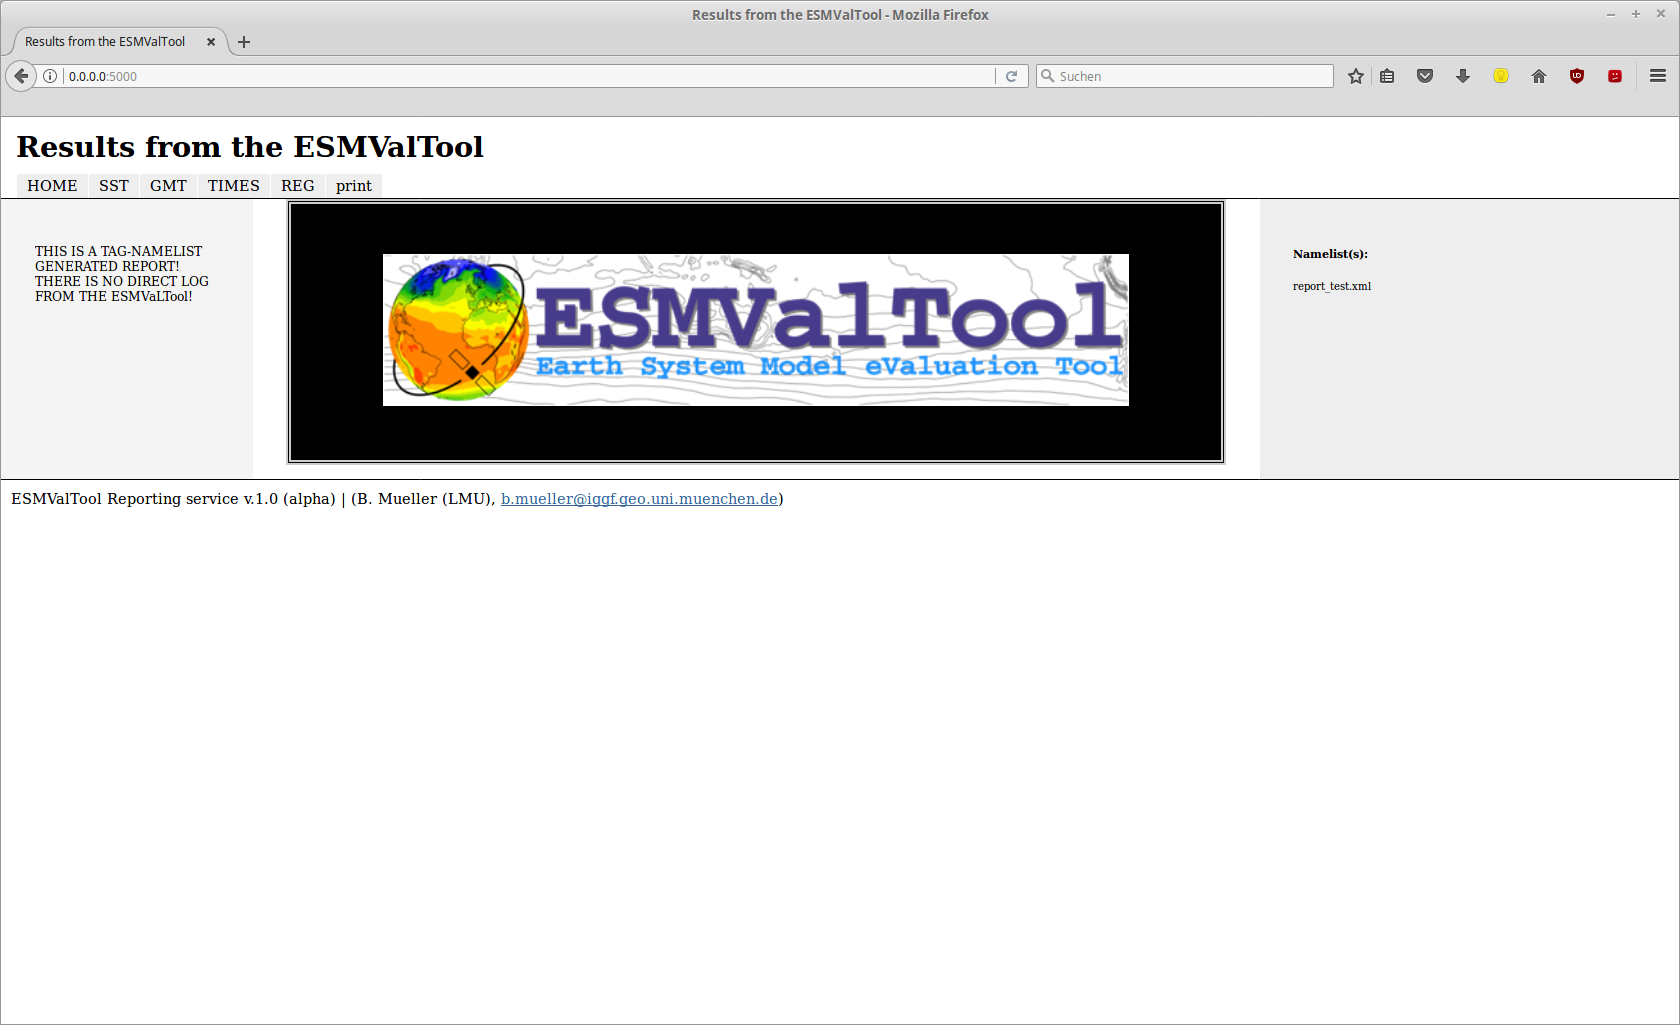 Results from the ESMValTool - Mozilla Firefox
Results from the ESMValTool
0.0.0.0:5000
Suchen
Results from the ESMValTool
HOME SST GMT TIMES REG print
THIS IS A TAG-NAMELIST
GENERATED REPORT!
THERE IS NO DIRECT LOG
FROM THE ESMVaLTool!
ESMValTool
Earth System Model eValuation Tool
Namelist(s):
report_test.xml
ESMValTool Reporting service v.1.0 (alpha) | (B. Mueller (LMU), b.mueller@iggf.geo.uni.muenchen.de)